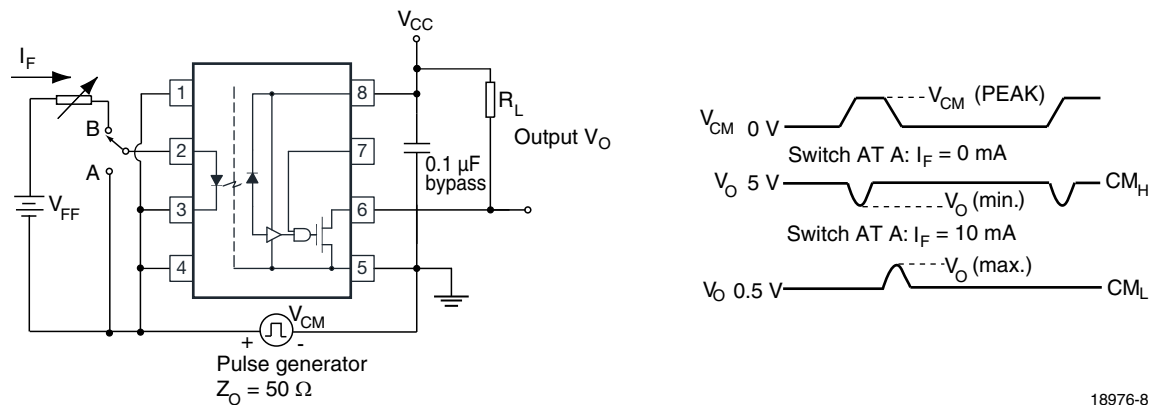 V_CC
I_F
1
8
R_L
B
2
7
Output V_O
A
0.1 µF
bypass
V_FF
3
6
4
5
V_CM
+
-
Pulse generator
Z_O = 50 Ω
V_CM (PEAK)
V_CM 0 V
Switch AT A: I_F = 0 mA
V_O 5 V
CM_H
V_O (min.)
Switch AT A: I_F = 10 mA
V_O (max.)
V_O 0.5 V
CM_L
18976-8